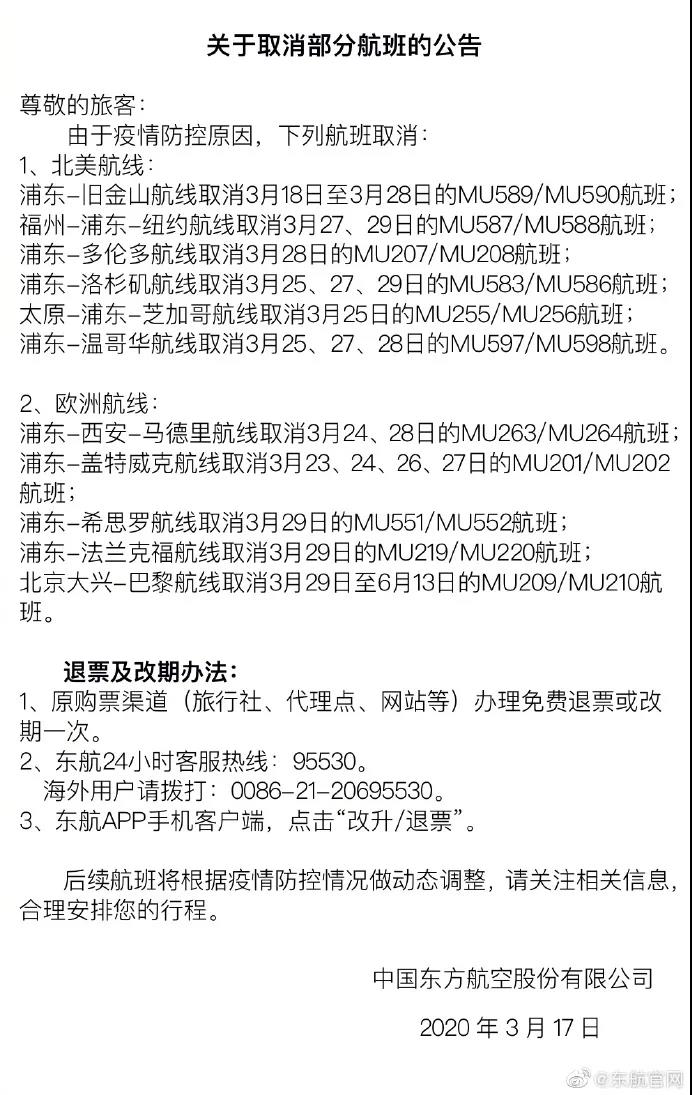 关于取消部分航班的公告
尊敬的旅客：
由于疫情防控原因，下列航班取消：
1、北美航线：
浦东-旧金山航线取消3月18日至3月28日的MU589/MU590航班；
福州-浦东-纽约航线取消3月27、29日的MU587/MU588航班；
浦东-多伦多航线取消3月28日的MU207/MU208航班；
浦东-洛杉矶航线取消3月25、27、29日的MU583/MU586航班；
太原-浦东-芝加哥航线取消3月25日的MU255/MU256航班；
浦东-温哥华航线取消3月25、27、28日的MU597/MU598航班。
2、欧洲航线：
浦东-西安-马德里航线取消3月24、28日的MU263/MU264航班；
浦东-盖特威克航线取消3月23、24、26、27日的MU201/MU202
航班；
浦东-希思罗航线取消3月29日的MU551/MU552航班；
浦东-法兰克福航线取消3月29日的MU219/MU220航班；
北京大兴-巴黎航线取消3月29日至6月13日的MU209/MU210航
班。
退票及改期办法：
1、原购票渠道（旅行社、代理点、网站等）办理免费退票或改
期一次。
2、东航24小时客服热线：95530。
海外用户请拨打：0086-21-20695530。
3、东航APP手机客户端，点击“改升/退票”。
后续航班将根据疫情防控情况做动态调整，请关注相关信息，
合理安排您的行程。
中国东方航空股份有限公司
2020 年 3 月 17 日
@东航官网